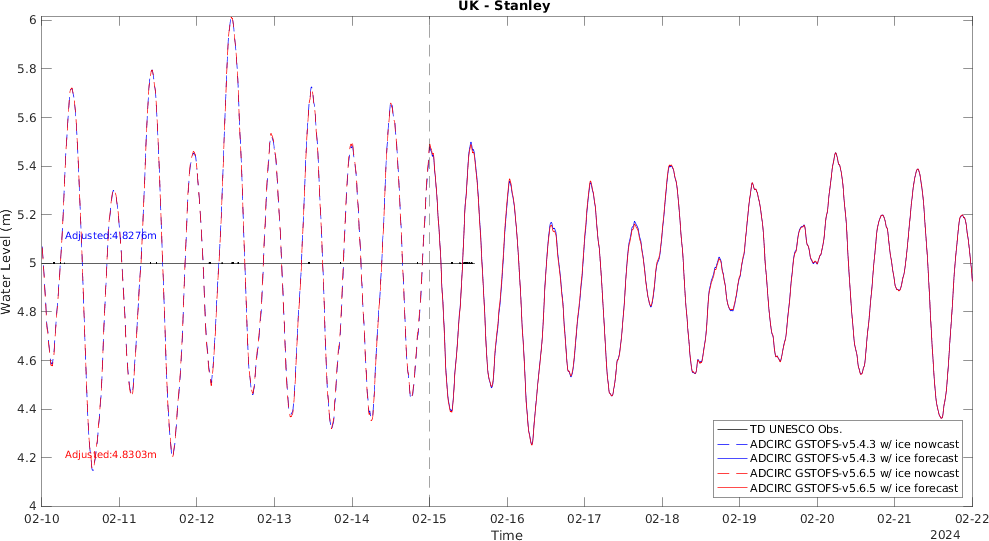 UK - Stanley
6
5.8
5.6
5.4
5.2
5
4.8
4.6
4.4
4.2
4
Water Level (m)
Adjusted:4.8276m
Adjusted:4.8303m
TD UNESCO Obs.
ADCIRC GSTOFS-v5.4.3 w/ ice nowcast
ADCIRC GSTOFS-v5.4.3 w/ ice forecast
ADCIRC GSTOFS-v5.6.5 w/ ice nowcast
ADCIRC GSTOFS-v5.6.5 w/ ice forecast
02-10 02-11 02-12 02-13 02-14 02-15 02-16 02-17 02-18 02-19 02-20 02-21 02-22
Time
2024